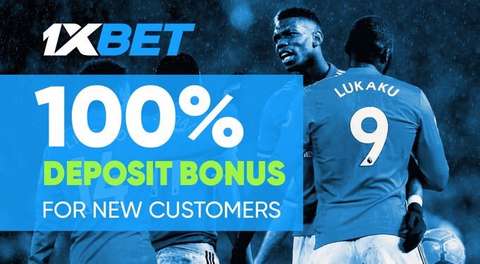 1XBET
100%
DEPOSIT BONUS
FOR NEW CUSTOMERS
LUKAKU
9